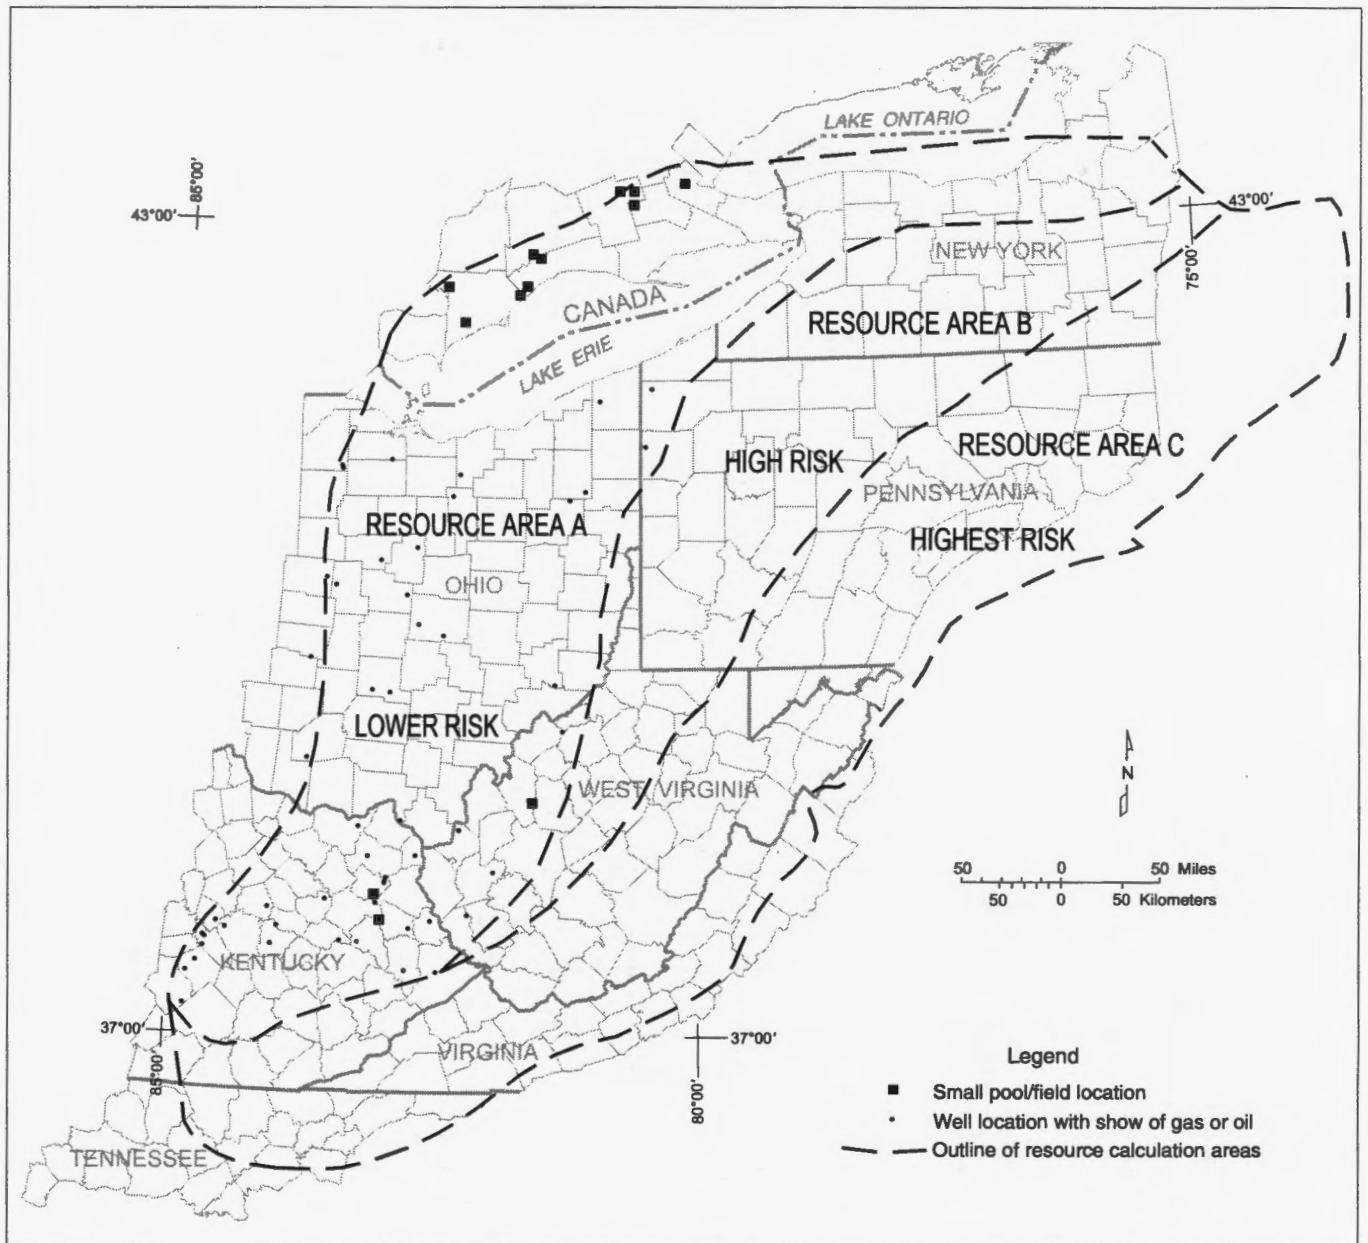 LAKE ONTARIO
85°00'
43°00'
43°00'
NEW YORK
75°00'
CANADA
RESOURCE AREA B
LAKE ERIE
RESOURCE AREA C
HIGH RISK
PENNSYLVANIA
RESOURCE AREA A
HIGHEST RISK
OHIO
LOWER RISK
WEST VIRGINIA
N
50 0 50 Miles
50 0 50 Kilometers
KENTUCKY
37°00'
37°00'
VIRGINIA
85°00'
80°00'
TENNESSEE
Legend
Small pool/field location
Well location with show of gas or oil
Outline of resource calculation areas